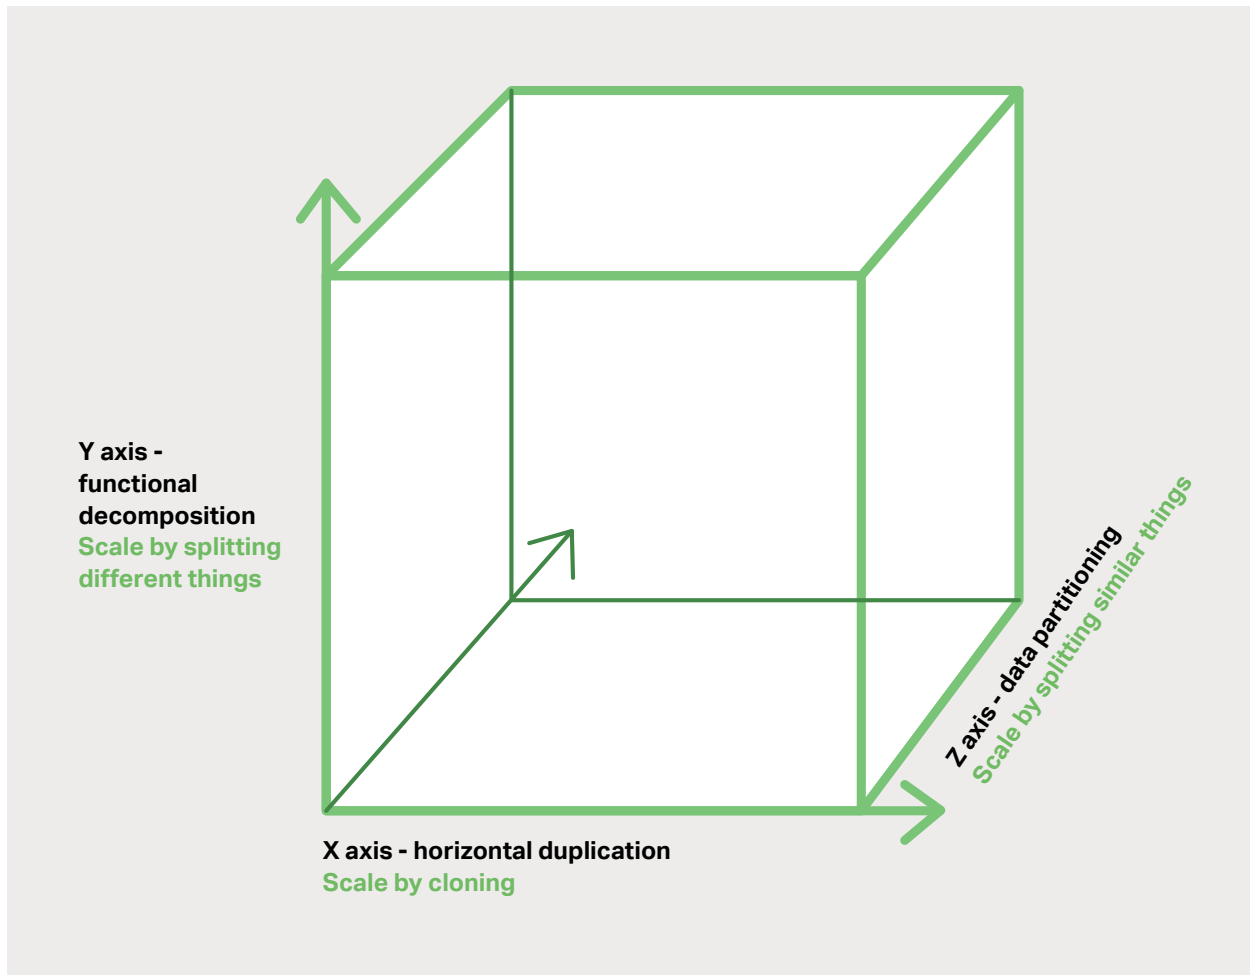 Y axis -
functional
decomposition
Scale by splitting
different things
Z axis - data partitioning
Scale by splitting similar things
X axis - horizontal duplication
Scale by cloning